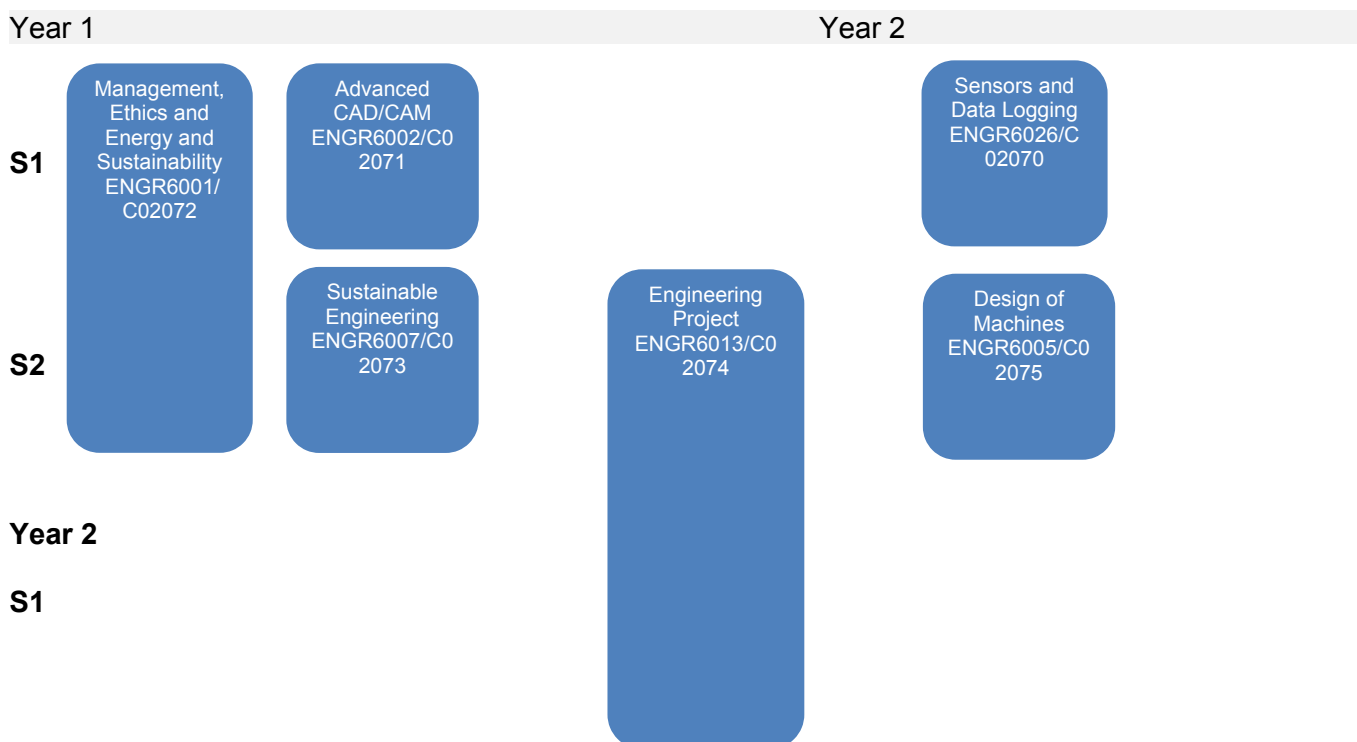 Year 1
Year 2
S1
Management,
Ethics and
Energy and
Sustainability
ENGR6001/
C02072
Advanced
CAD/CAM
ENGR6002/C0
2071
Sensors and
Data Logging
ENGR6026/C
02070
S2
Sustainable
Engineering
ENGR6007/C0
2073
Engineering
Project
ENGR6013/C0
2074
Design of
Machines
ENGR6005/C0
2075
Year 2
S1